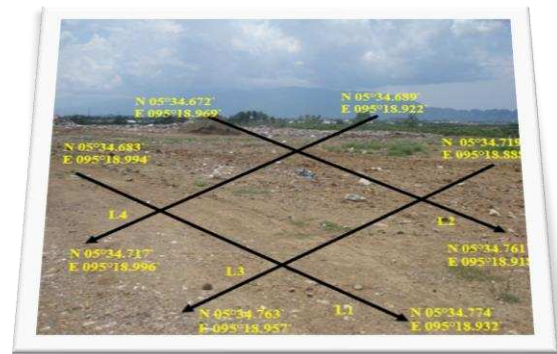 N 05°34.672`
E 095°18.969`
N 05°34.689`
E 095°18.922`
N 05°34.683`
E 095°18.994`
N 05°34.719
E 095°18.888
L4
L2
N 05°34.717`
E 095°18.996`
N 05°34.761
E 095°18.91
L3
L1
N 05°34.763`
E 095°18.957`
N 05°34.774`
E 095°18.932`